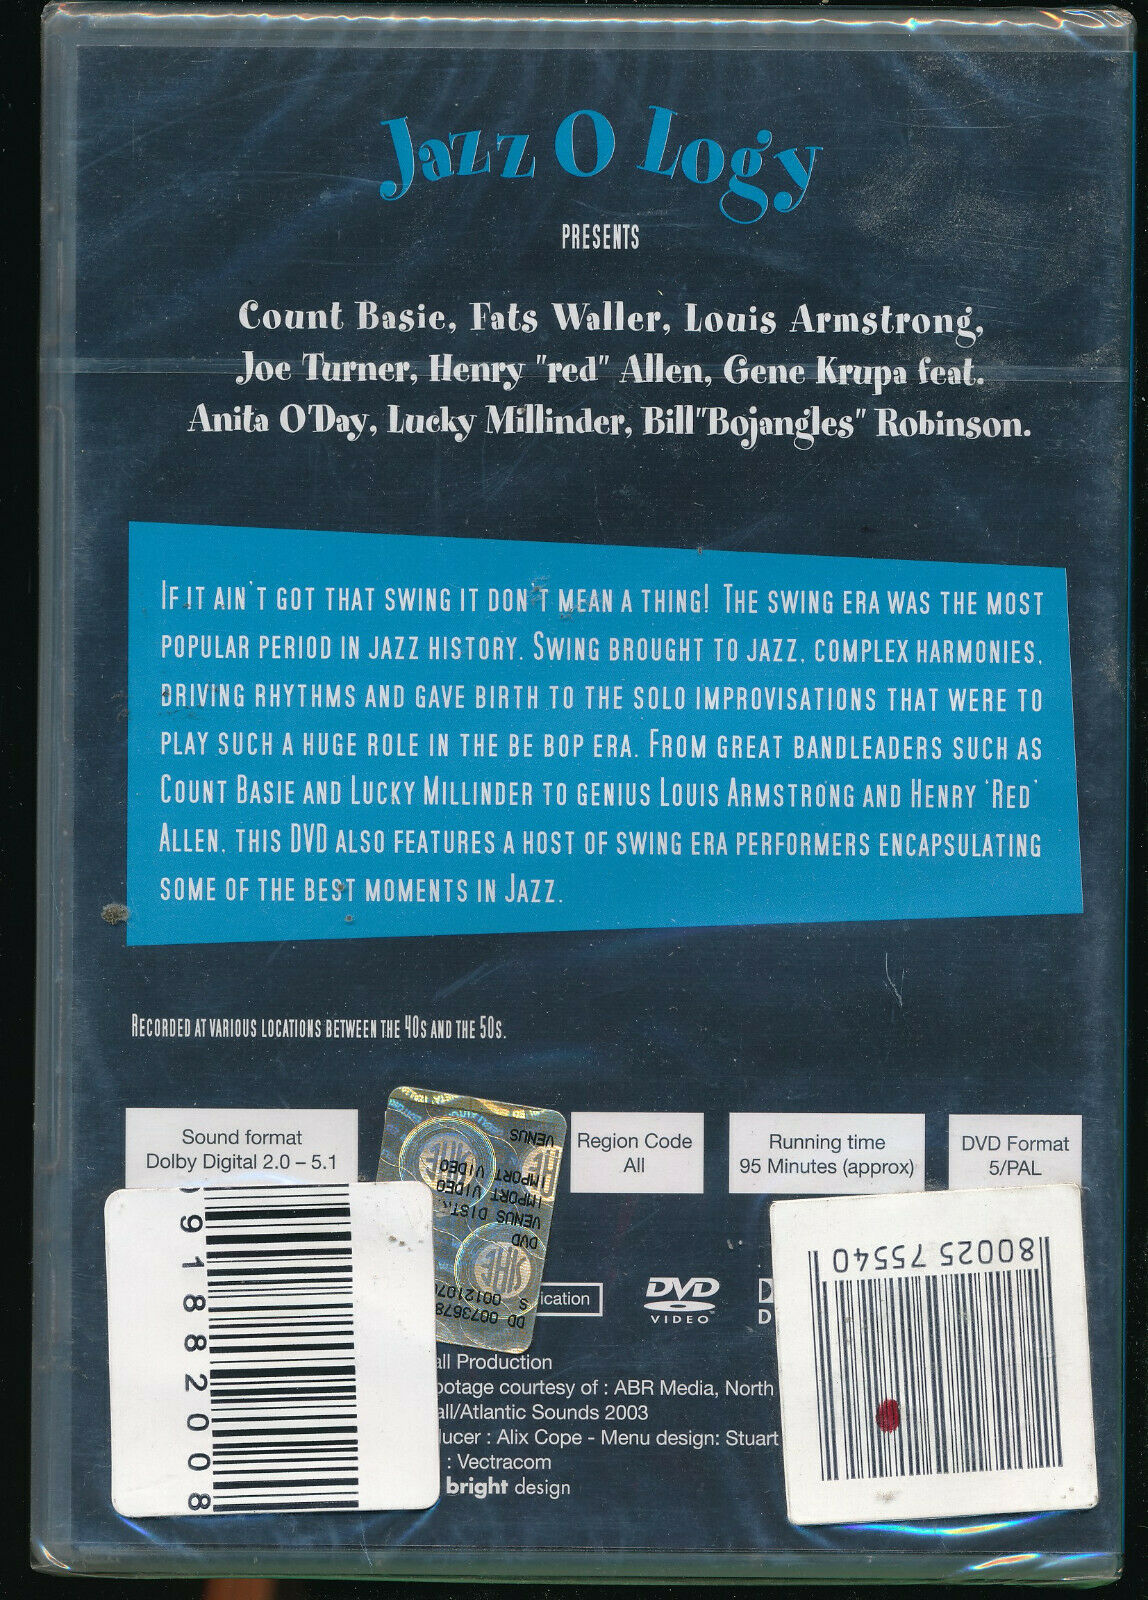 Jazz O Logy
PRESENTS
Count Basie, Fats Waller, Louis Armstrong,
Joe Turner, Henry "red" Allen, Gene Krupa feat.
Anita O'Day, Lucky Millinder, Bill"Bojangles" Robinson.
IF IT AIN'T GOT THAT SWING IT DON'T MEAN A THING! THE SWING ERA WAS THE MOST
POPULAR PERIOD IN JAZZ HISTORY. SWING BROUGHT TO JAZZ, COMPLEX HARMONIES,
DRIVING RHYTHMS AND GAVE BIRTH TO THE SOLO IMPROVISATIONS THAT WERE TO
PLAY SUCH A HUGE ROLE IN THE BE BOP ERA. FROM GREAT BANDLEADERS SUCH AS
COUNT BASIE AND LUCKY MILLINDER TO GENIUS LOUIS ARMSTRONG AND HENRY 'RED'
ALLEN, THIS DVD ALSO FEATURES A HOST OF SWING ERA PERFORMERS ENCAPSULATING
SOME OF THE BEST MOMENTS IN JAZZ.
RECORDED AT VARIOUS LOCATIONS BETWEEN THE 40S AND THE 50S.
Sound format
Dolby Digital 2.0 – 5.1
Region Code
All
Running time
95 Minutes (approx)
DVD Format
5/PAL
VENUS
IMPORT. VIDEO
IMPORT VIDEO
VENUS DIST.
DVD
S 0012107
DD 0073679
918882008
80025 75540
ication
DVD
VIDEO
D
all Production
ootage courtesy of : ABR Media, North
all/Atlantic Sounds 2003
ucer : Alix Cope - Menu design: Stuart
: Vectracom
bright design